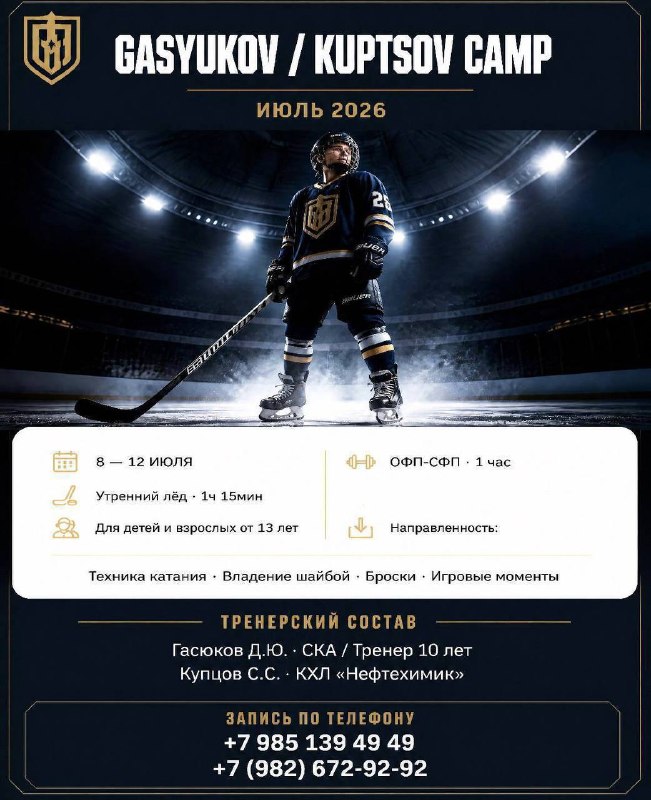 GASYUKOV / KUPTSOV CAMP
ИЮЛЬ 2026
26
BAUER
BAUER
8 — 12 ИЮЛЯ
ОФП-СФП · 1 час
Утренний лёд · 1ч 15мин
Для детей и взрослых от 13 лет
Направленность:
Техника катания · Владение шайбой · Броски · Игровые моменты
ТРЕНЕРСКИЙ СОСТАВ
Гасюков Д.Ю. · СКА / Тренер 10 лет
Купцов С.С. · КХЛ «Нефтехимик»
ЗАПИСЬ ПО ТЕЛЕФОНУ
+7 985 139 49 49
+7 (982) 672-92-92